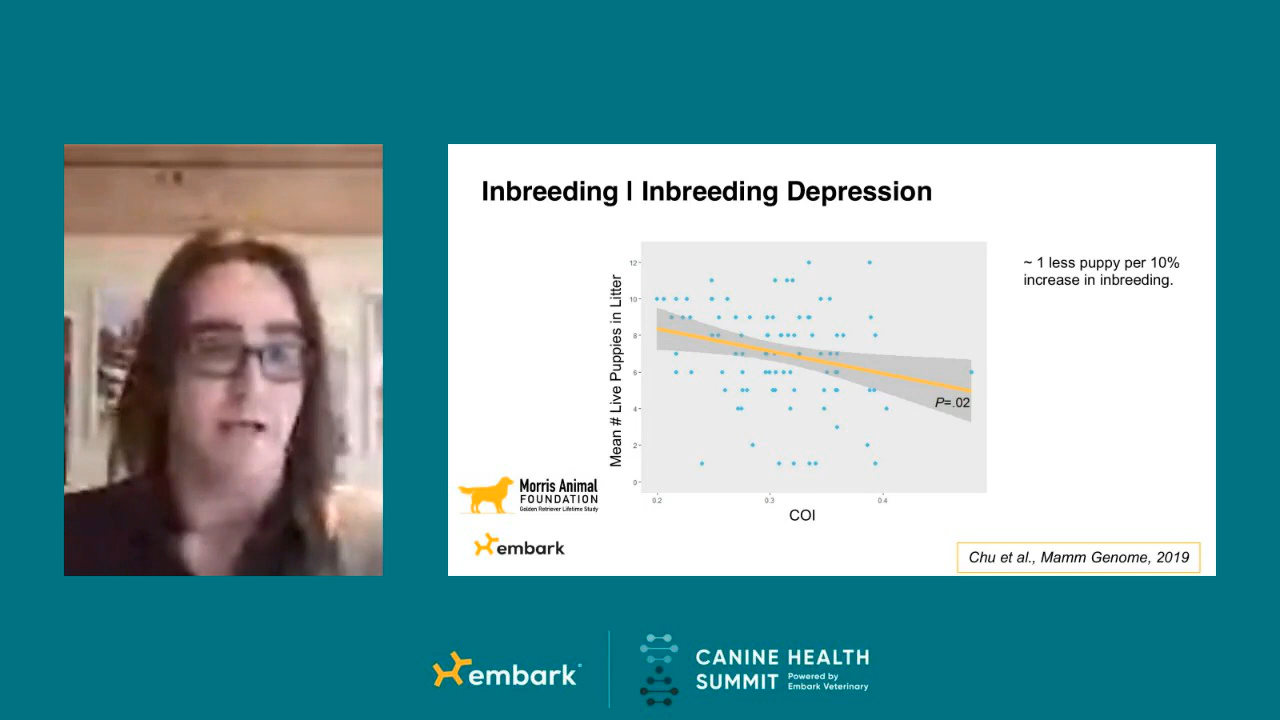 Inbreeding | Inbreeding Depression
~ 1 less puppy per 10%
increase in inbreeding.
Mean # Live Puppies in Litter
12
10
8
6
4
2
0
P=.02
0.2
0.3
0.4
COI
Morris Animal
FOUNDATION
Golden Retriever Lifetime Study
embark
Chu et al., Mamm Genome, 2019
embark
CANINE HEALTH
SUMMIT
Powered by
Embark Veterinary